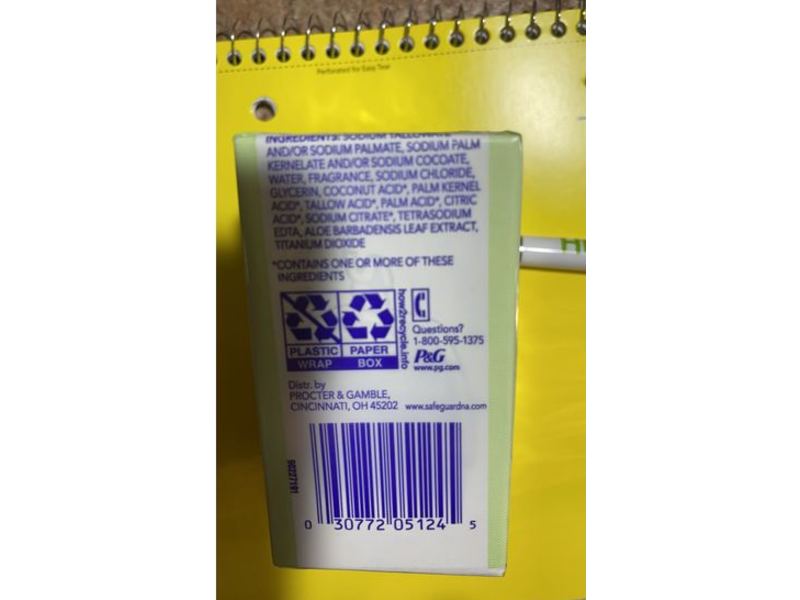 Perforated for Easy Tear
INGREDIENTS: SODIUM TALLOWATE
AND/OR SODIUM PALMATE, SODIUM PALM
KERNELATE AND/OR SODIUM COCOATE,
WATER, FRAGRANCE, SODIUM CHLORIDE,
GLYCERIN, COCONUT ACID*, PALM KERNEL
ACID*, TALLOW ACID*, PALM ACID*, CITRIC
ACID*, SODIUM CITRATE*, TETRASODIUM
EDTA, ALOE BARBADENSIS LEAF EXTRACT,
TITANIUM DIOXIDE
*CONTAINS ONE OR MORE OF THESE
INGREDIENTS
PLASTIC PAPER
WRAP BOX
how2recycle.info
Questions?
1-800-595-1375
P&G
www.pg.com
Distr. by
PROCTER & GAMBLE,
CINCINNATI, OH 45202 www.safeguardna.com
90227191
0 30772 05124 5